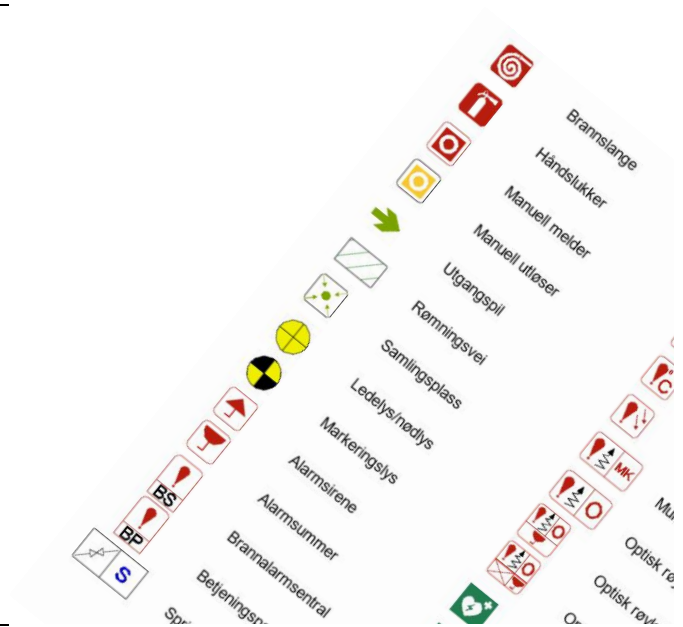 Brannslange
Håndslukker
Manuell melder
Manuell utløser
Utgangspil
Rømningsvei
Samlingsplass
Ledelys/nødlys
Markeringslys
Alarmsirene
Alarmsummer
BS
Brannalarmsentral
BP
S
C
MK
O
O
O
Optisk
Optisk